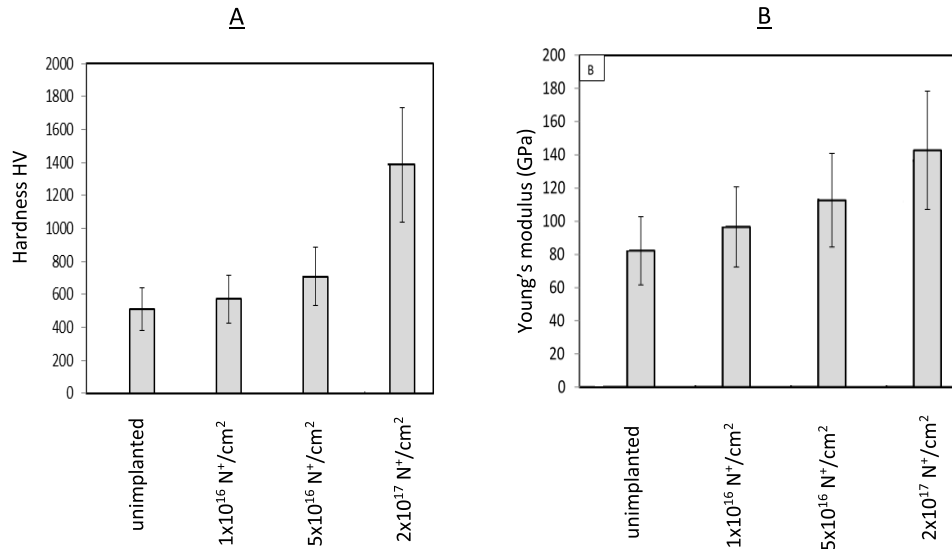 A
B
Hardness HV
2000
1800
1600
1400
1200
1000
800
600
400
200
0
unimplanted
1x10¹⁶ N⁺/cm²
5x10¹⁶ N⁺/cm²
2x10¹⁷ N⁺/cm²
B
Young's modulus (GPa)
200
180
160
140
120
100
80
60
40
20
0
unimplanted
1x10¹⁶ N⁺/cm²
5x10¹⁶ N⁺/cm²
2x10¹⁷ N⁺/cm²